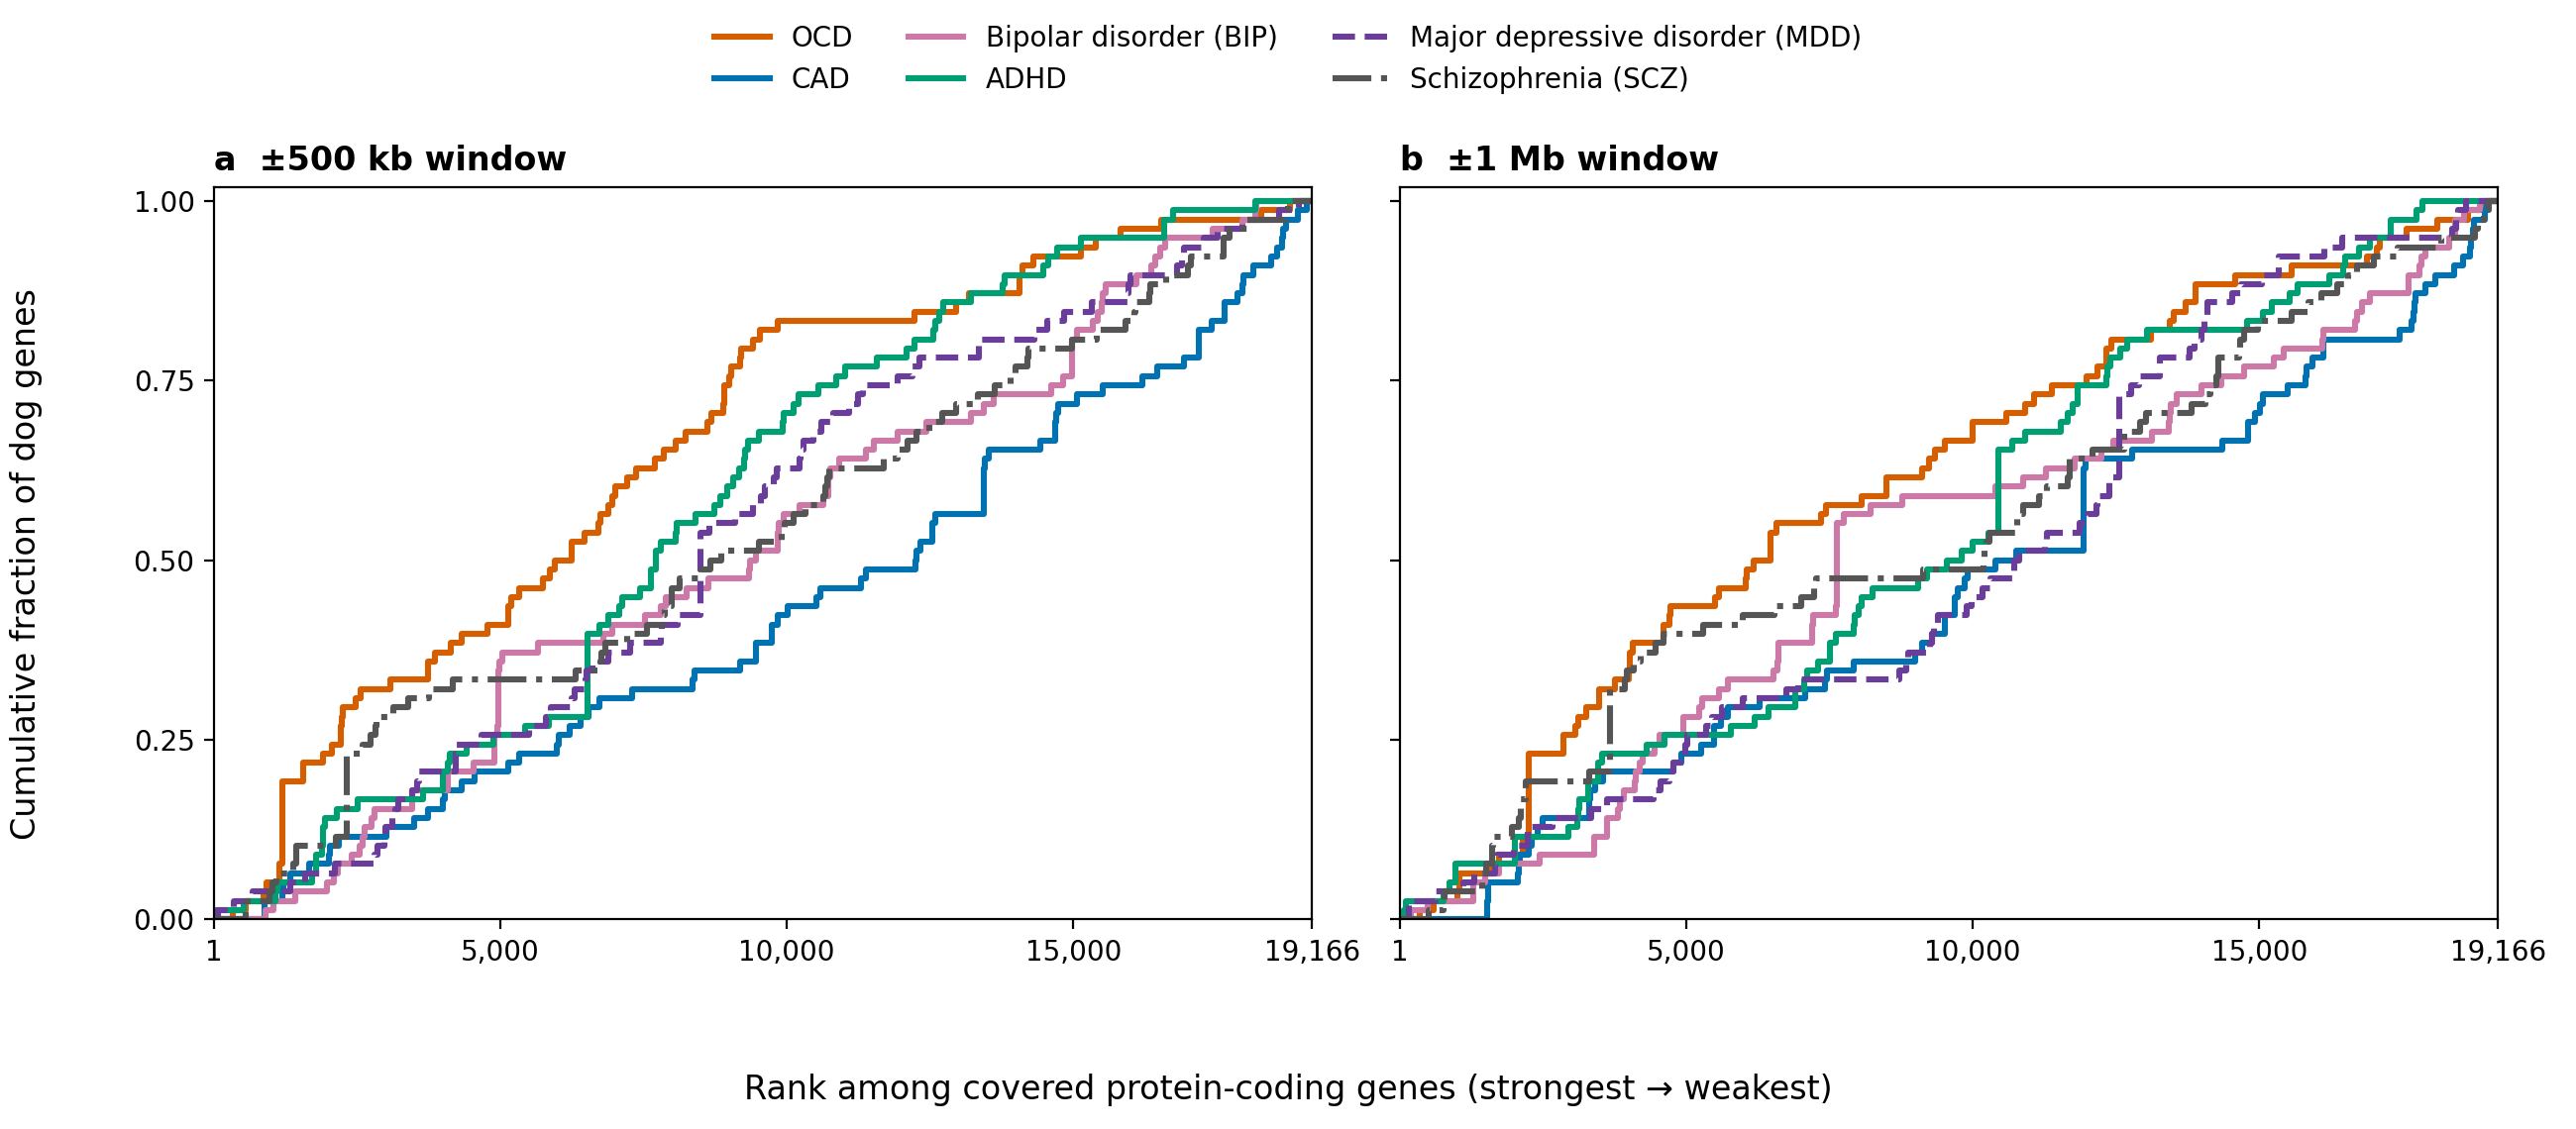 OCD
CAD
Bipolar disorder (BIP)
ADHD
Major depressive disorder (MDD)
Schizophrenia (SCZ)
a ±500 kb window
b ±1 Mb window
Cumulative fraction of dog genes
1.00
0.75
0.50
0.25
0.00
1 5,000 10,000 15,000 19,166
1 5,000 10,000 15,000 19,166
Rank among covered protein-coding genes (strongest → weakest)